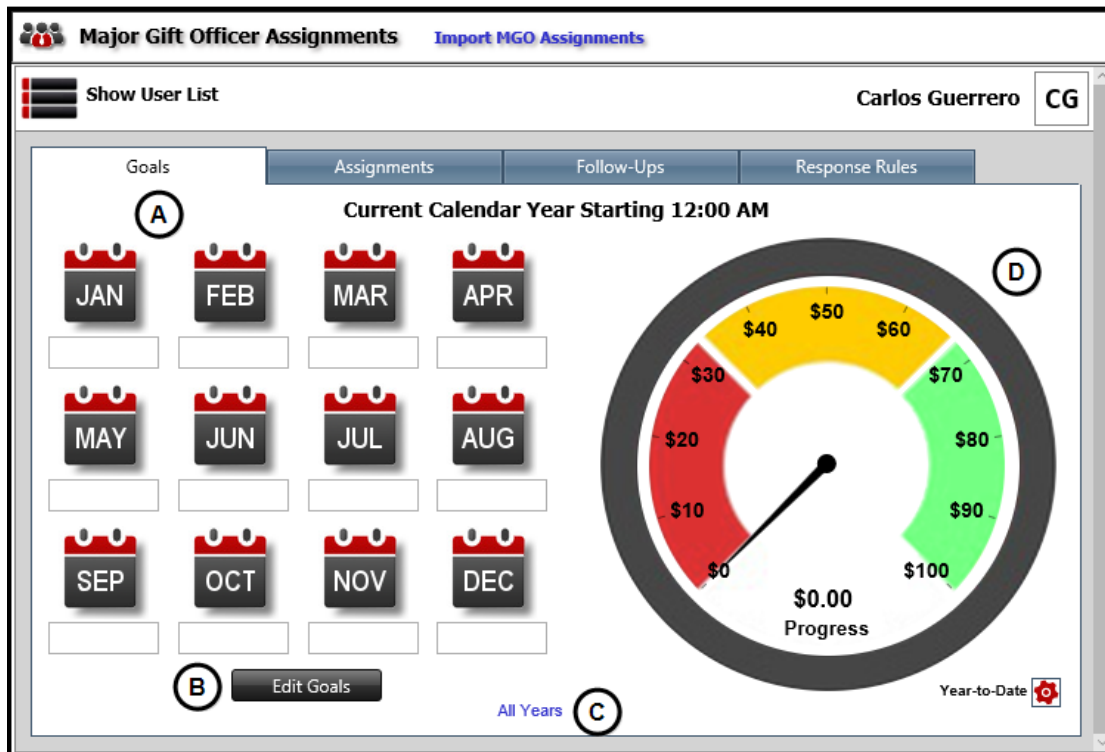 Major Gift Officer Assignments Import MGO Assignments
Show User List
Carlos Guerrero CG
Goals Assignments Follow-Ups Response Rules
A
Current Calendar Year Starting 12:00 AM
JAN FEB MAR APR
MAY JUN JUL AUG
SEP OCT NOV DEC
B Edit Goals
All Years C
D
$0
$10
$20
$30
$40
$50
$60
$70
$80
$90
$100
$0.00
Progress
Year-to-Date